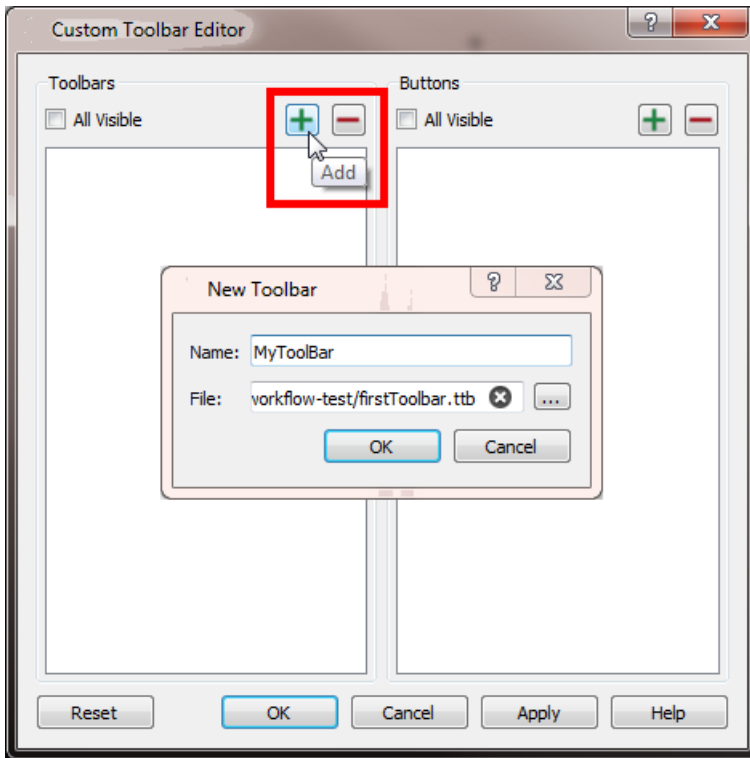 Custom Toolbar Editor
Toolbars
Buttons
All Visible
All Visible
Add
New Toolbar
Name: MyToolBar
File: workflow-test/firstToolbar.ttb ...
OK Cancel
Reset OK Cancel Apply Help